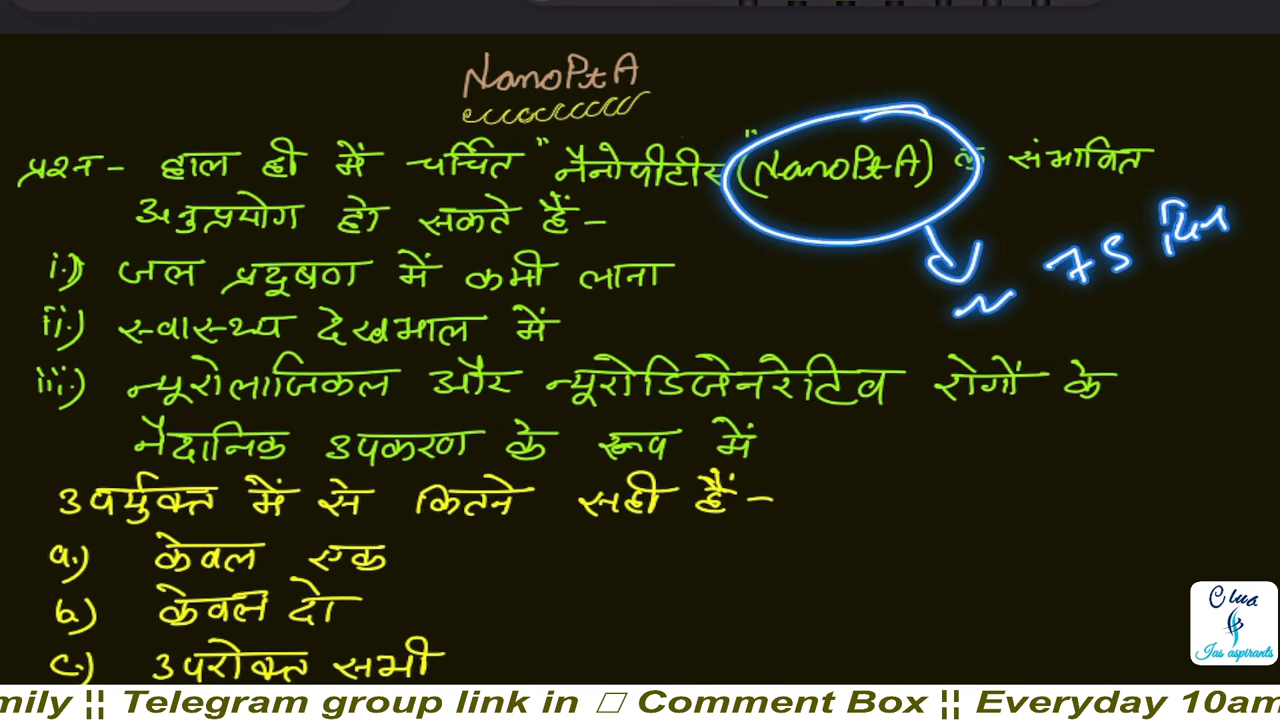 NanoPtA
प्रश्न - हाल ही में चर्चित "नैनोपीटीए" (NanoPtA) के संभावित
अनुप्रयोग हो सकते हैं -
i.) जल प्रदूषण में कमी लाना
ii.) स्वास्थ्य देखभाल में
iii.) न्यूरोलाजिकल और न्यूरोडिजेनरेटिव रोगों के
नैदानिक उपकरण के रूप में
75 दिन
उपर्युक्त में से कितने सही हैं -
a.) केवल एक
b.) केवल दो
c.) उपरोक्त सभी
Clua
Ias aspirants
mily ¦¦ Telegram group link in □ Comment Box ¦¦ Everyday 10am